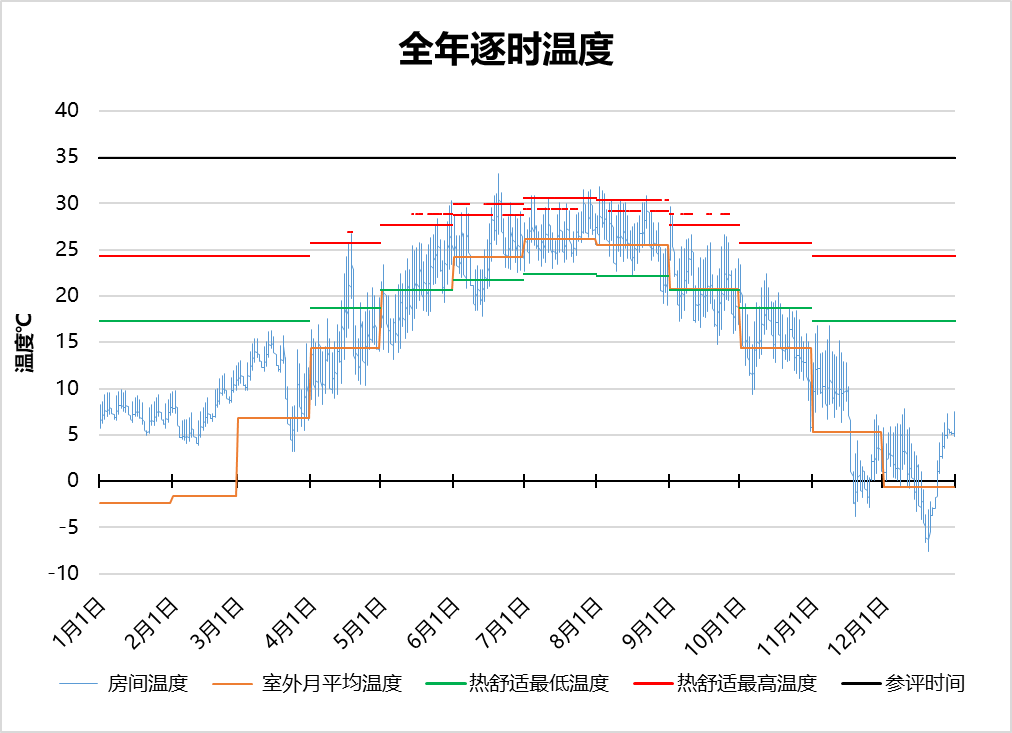 全年逐时温度
温度℃
40
35
30
25
20
15
10
5
0
-5
-10
1月1日
2月1日
3月1日
4月1日
5月1日
6月1日
7月1日
8月1日
9月1日
10月1日
11月1日
12月1日
房间温度 室外月平均温度 热舒适最低温度 热舒适最高温度 参评时间